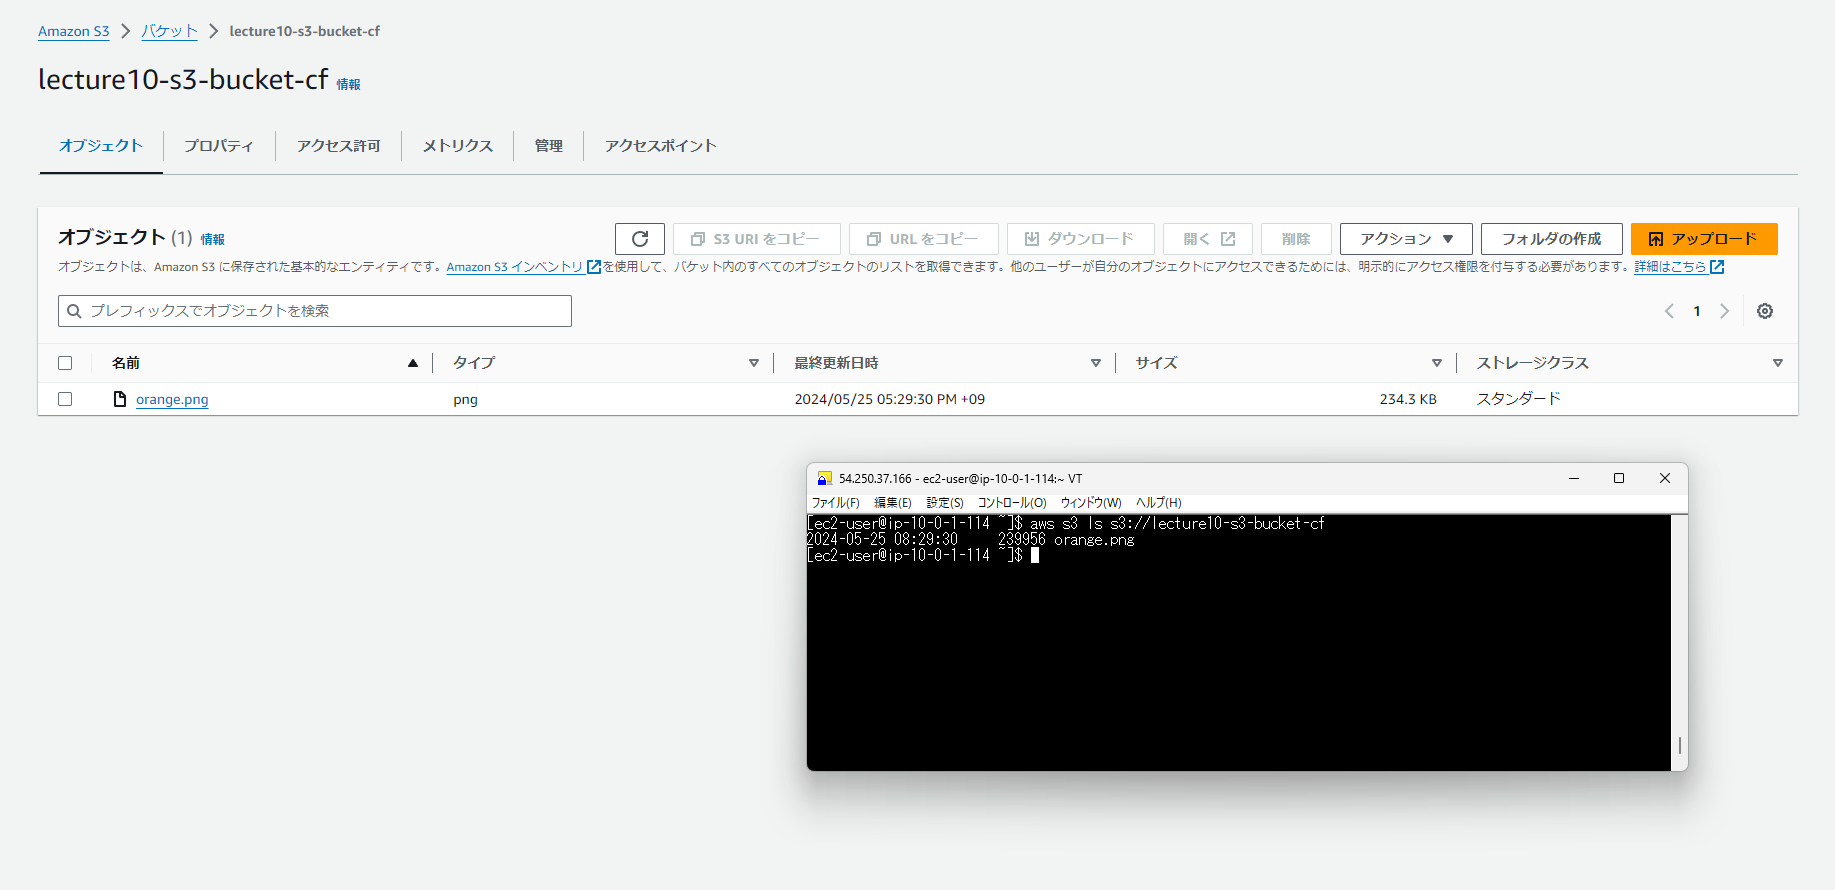 Amazon S3 > バケット > lecture10-s3-bucket-cf
lecture10-s3-bucket-cf 情報
オブジェクト プロパティ アクセス許可 メトリクス 管理 アクセスポイント
オブジェクト (1) 情報
S3 URI をコピー URL をコピー ダウンロード 開く 削除 アクション フォルダの作成 アップロード
オブジェクトは、Amazon S3 に保存された基本的なエンティティです。Amazon S3 インベントリ を使用して、バケット内のすべてのオブジェクトのリストを取得できます。他のユーザーが自分のオブジェクトにアクセスできるためには、明示的にアクセス権限を付与する必要があります。詳細はこちら
プレフィックスでオブジェクトを検索
1
名前 タイプ 最終更新日時 サイズ ストレージクラス
orange.png png 2024/05/25 05:29:30 PM +09 234.3 KB スタンダード
54.250.37.166 - ec2-user@ip-10-0-1-114:~ VT
ファイル(F) 編集(E) 設定(S) コントロール(O) ウィンドウ(W) ヘルプ(H)
[ec2-user@ip-10-0-1-114 ~]$ aws s3 ls s3://lecture10-s3-bucket-cf
2024-05-25 08:29:30     239956 orange.png
[ec2-user@ip-10-0-1-114 ~]$